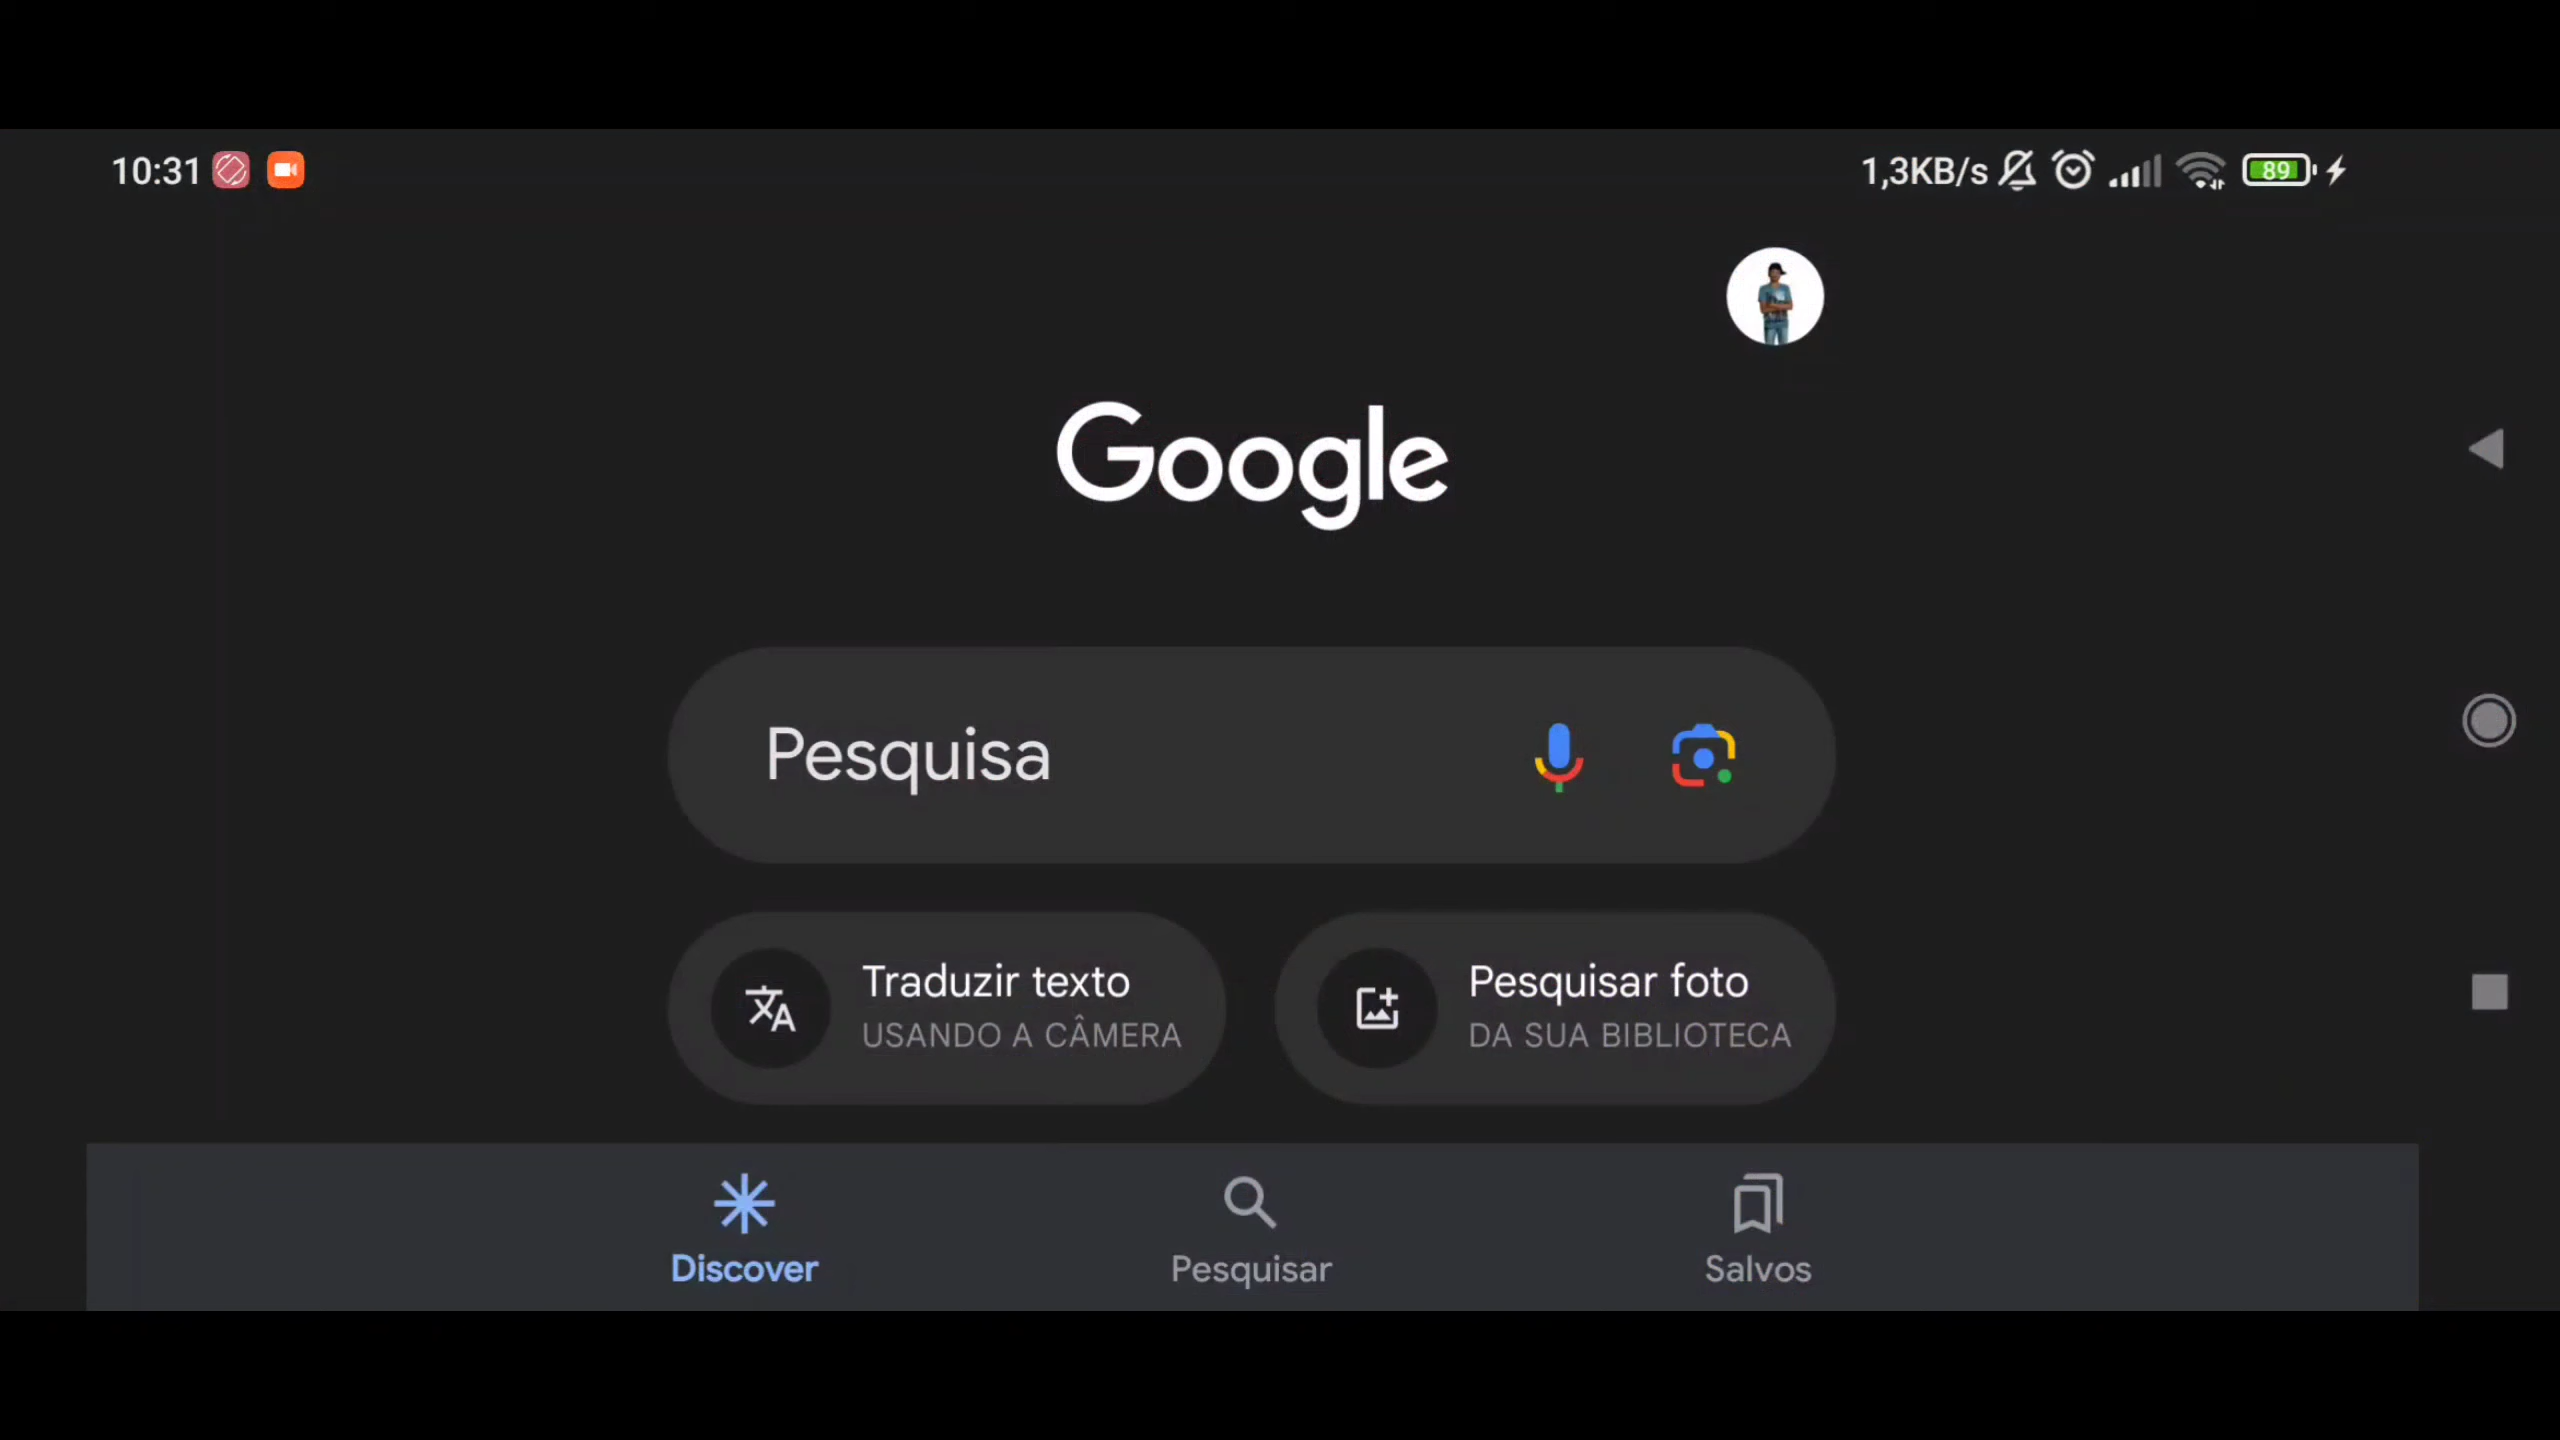 10:31
1,3KB/s
89
Google
Pesquisa
Traduzir texto
USANDO A CÂMERA
Pesquisar foto
DA SUA BIBLIOTECA
Discover
Pesquisar
Salvos